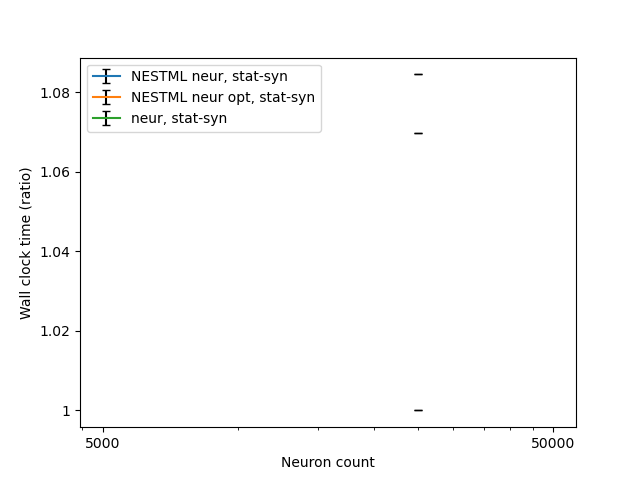 NESTML neur, stat-syn
NESTML neur opt, stat-syn
neur, stat-syn
1.08
1.06
1.04
1.02
1
Wall clock time (ratio)
5000
50000
Neuron count